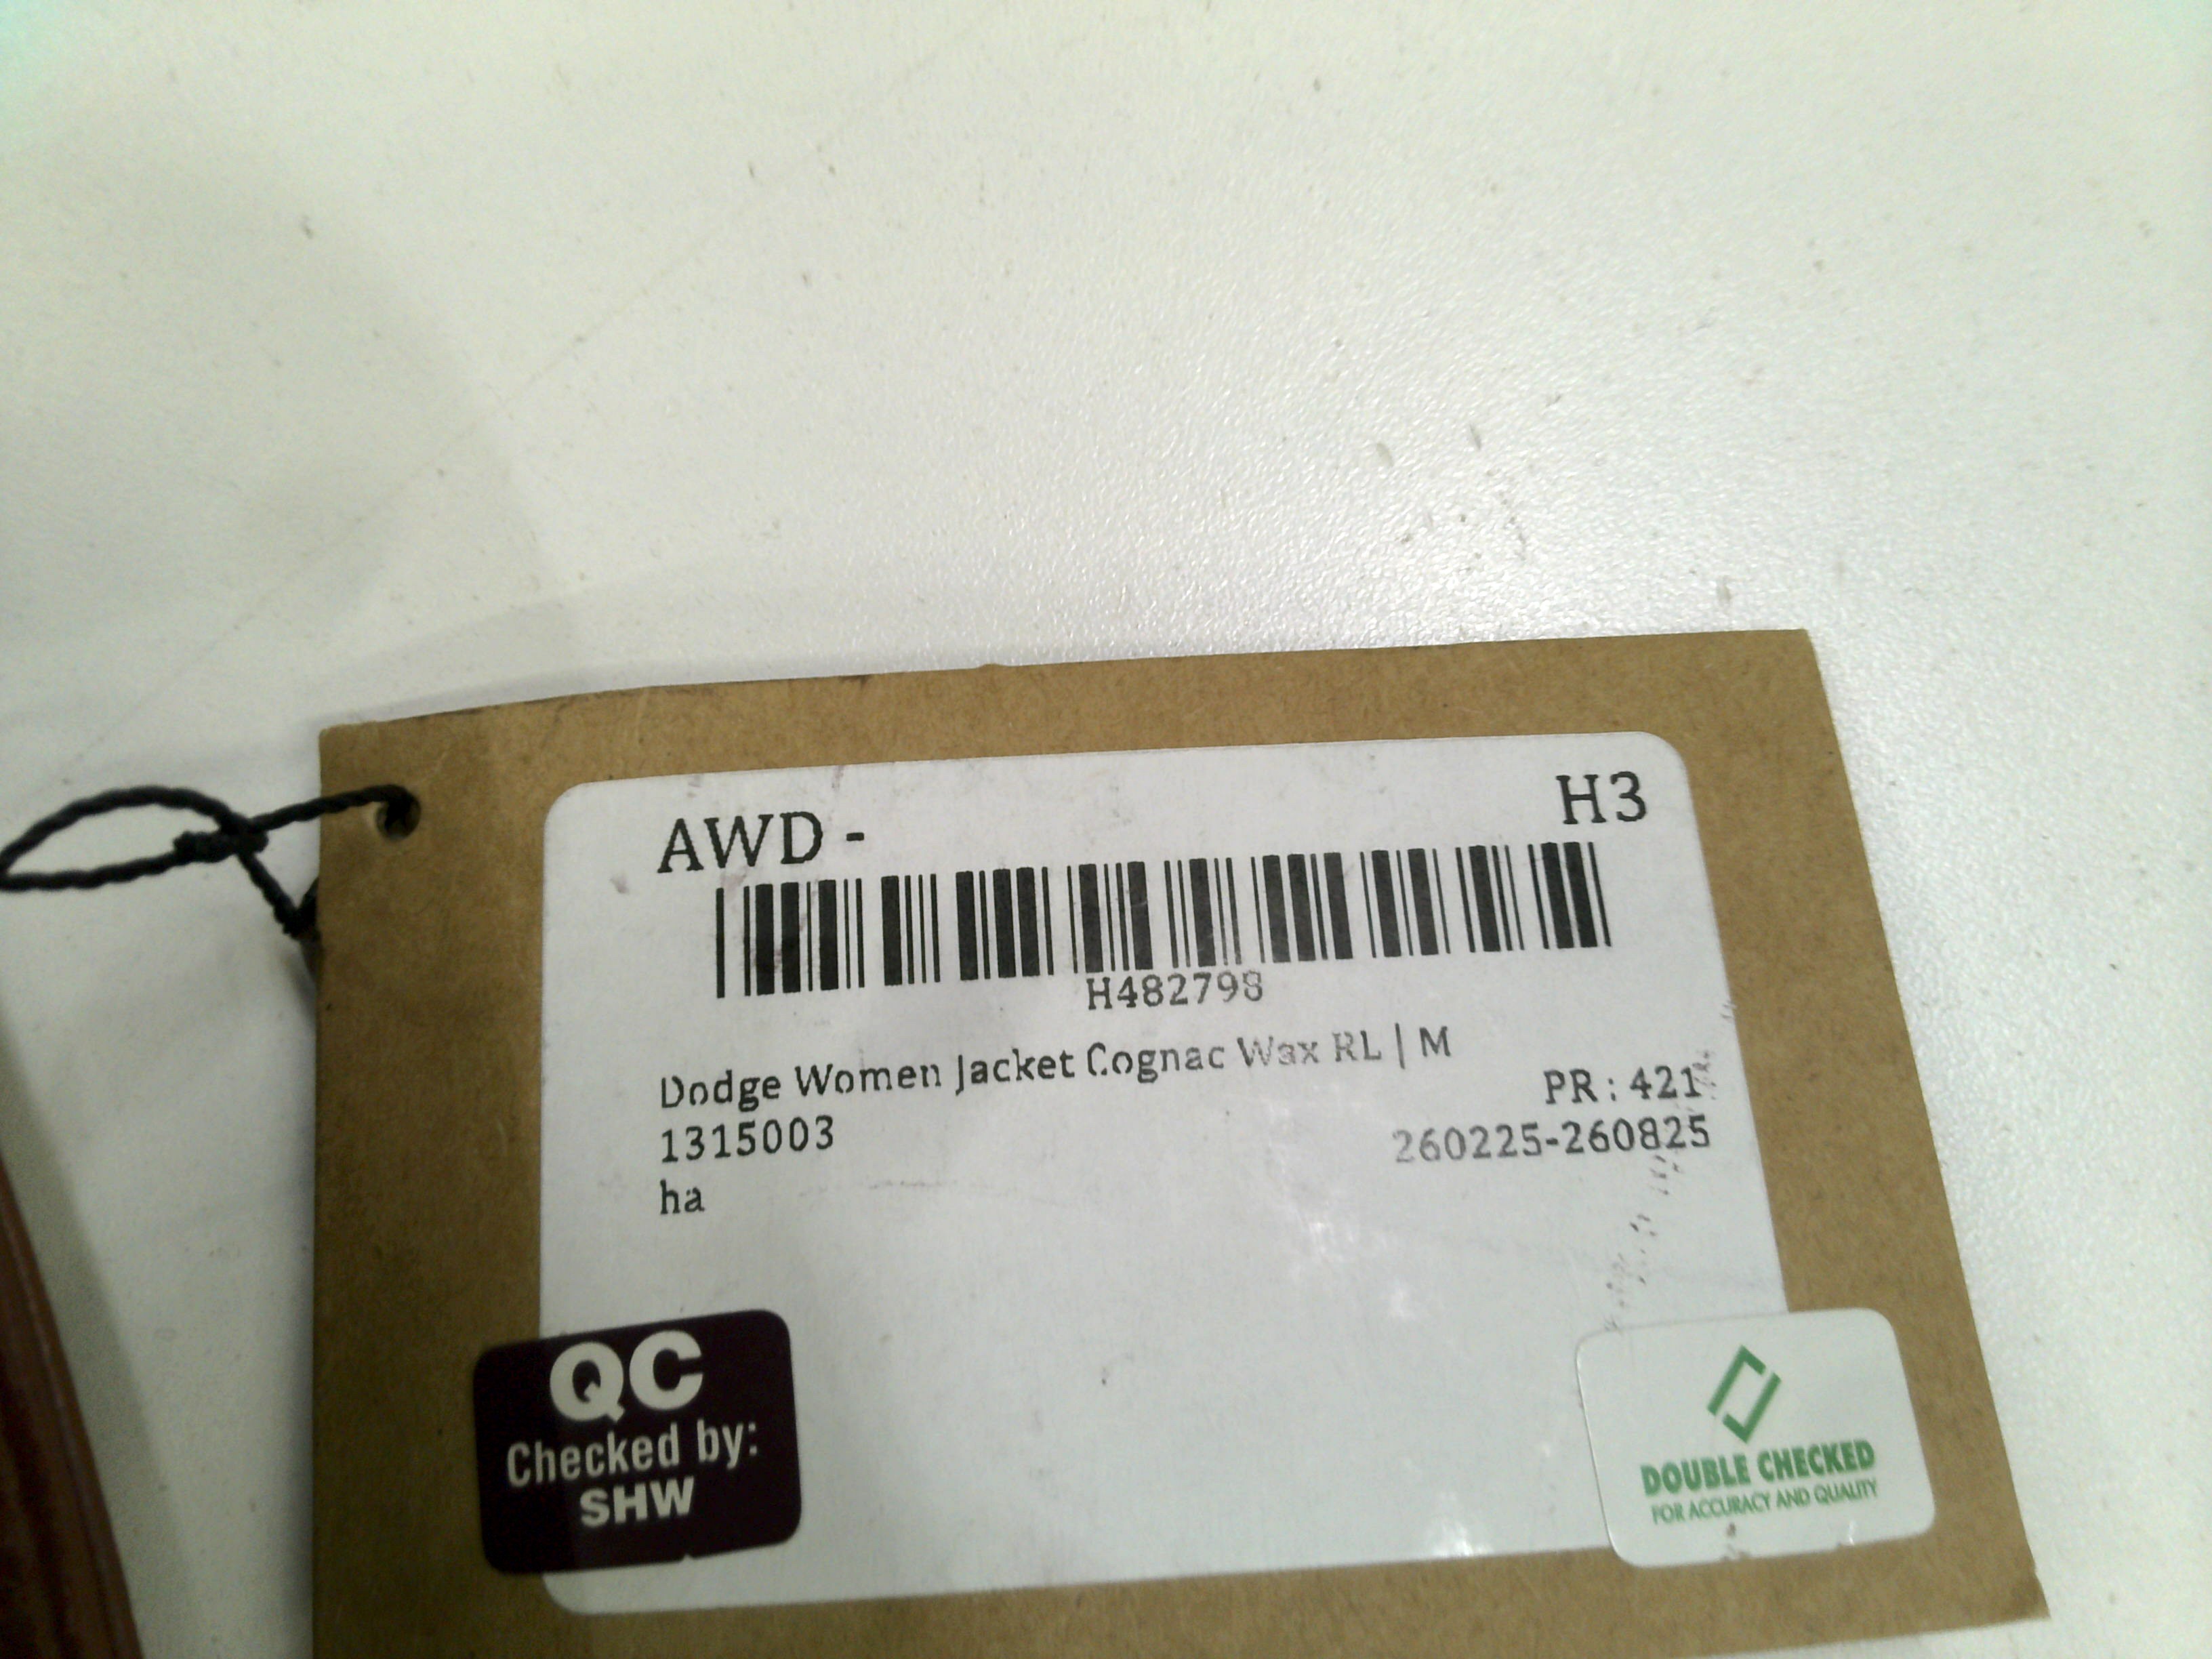 AWD - H3
H482798
Dodge Women Jacket Cognac Wax RL | M
PR : 421
1315003 260225-260825
ha
QC
Checked by:
SHW
DOUBLE CHECKED
FOR ACCURACY AND QUALITY